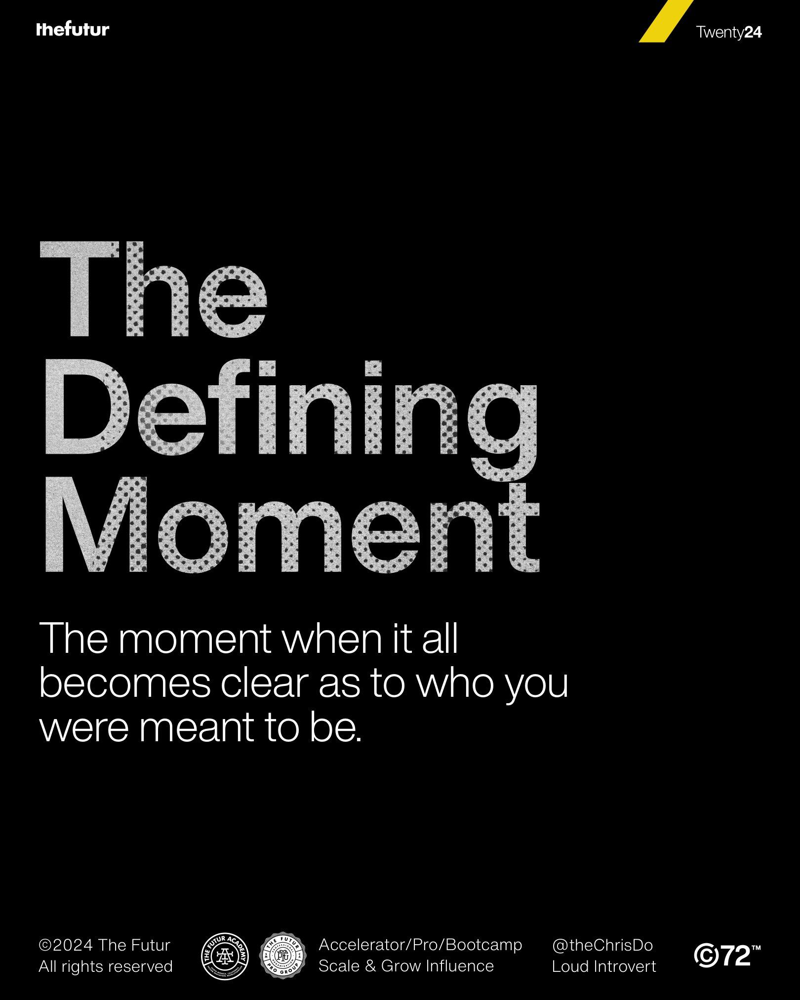 thefutur
Twenty24
The
Defining
Moment
The moment when it all
becomes clear as to who you
were meant to be.
©2024 The Futur
All rights reserved
THE FUTUR ACADEMY
THE FUTUR
PROFESSIONAL
ORGANIZATION
PRO GROUP
Accelerator/Pro/Bootcamp
Scale & Grow Influence
@theChrisDo
Loud Introvert
©72™